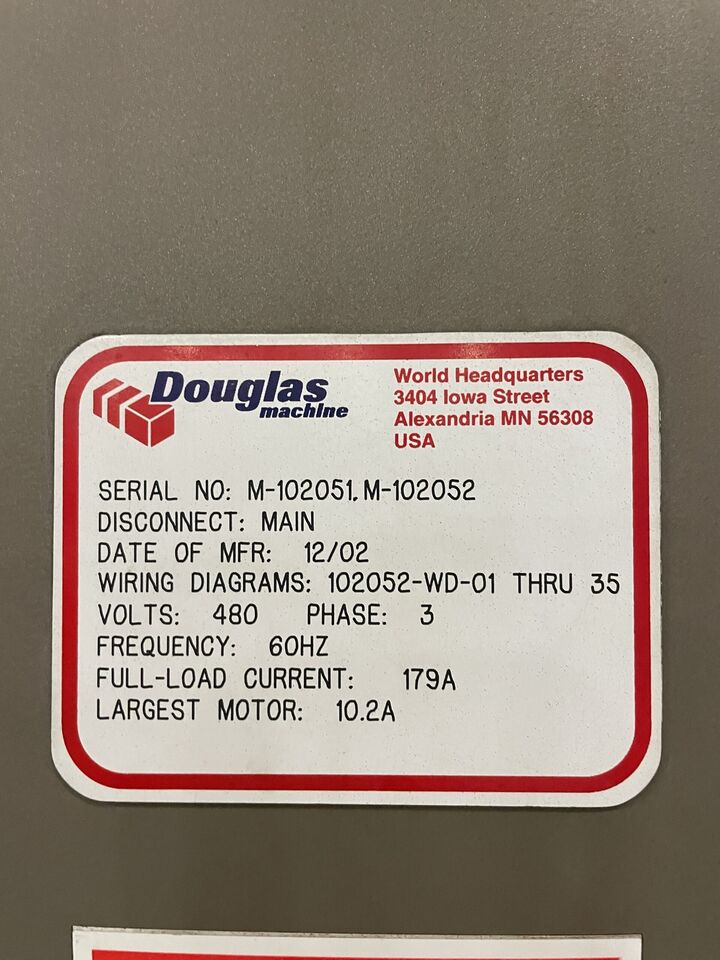 Douglas
machine
World Headquarters
3404 Iowa Street
Alexandria MN 56308
USA
SERIAL NO: M-102051, M-102052
DISCONNECT: MAIN
DATE OF MFR: 12/02
WIRING DIAGRAMS: 102052-WD-01 THRU 35
VOLTS: 480 PHASE: 3
FREQUENCY: 60HZ
FULL-LOAD CURRENT: 179A
LARGEST MOTOR: 10.2A